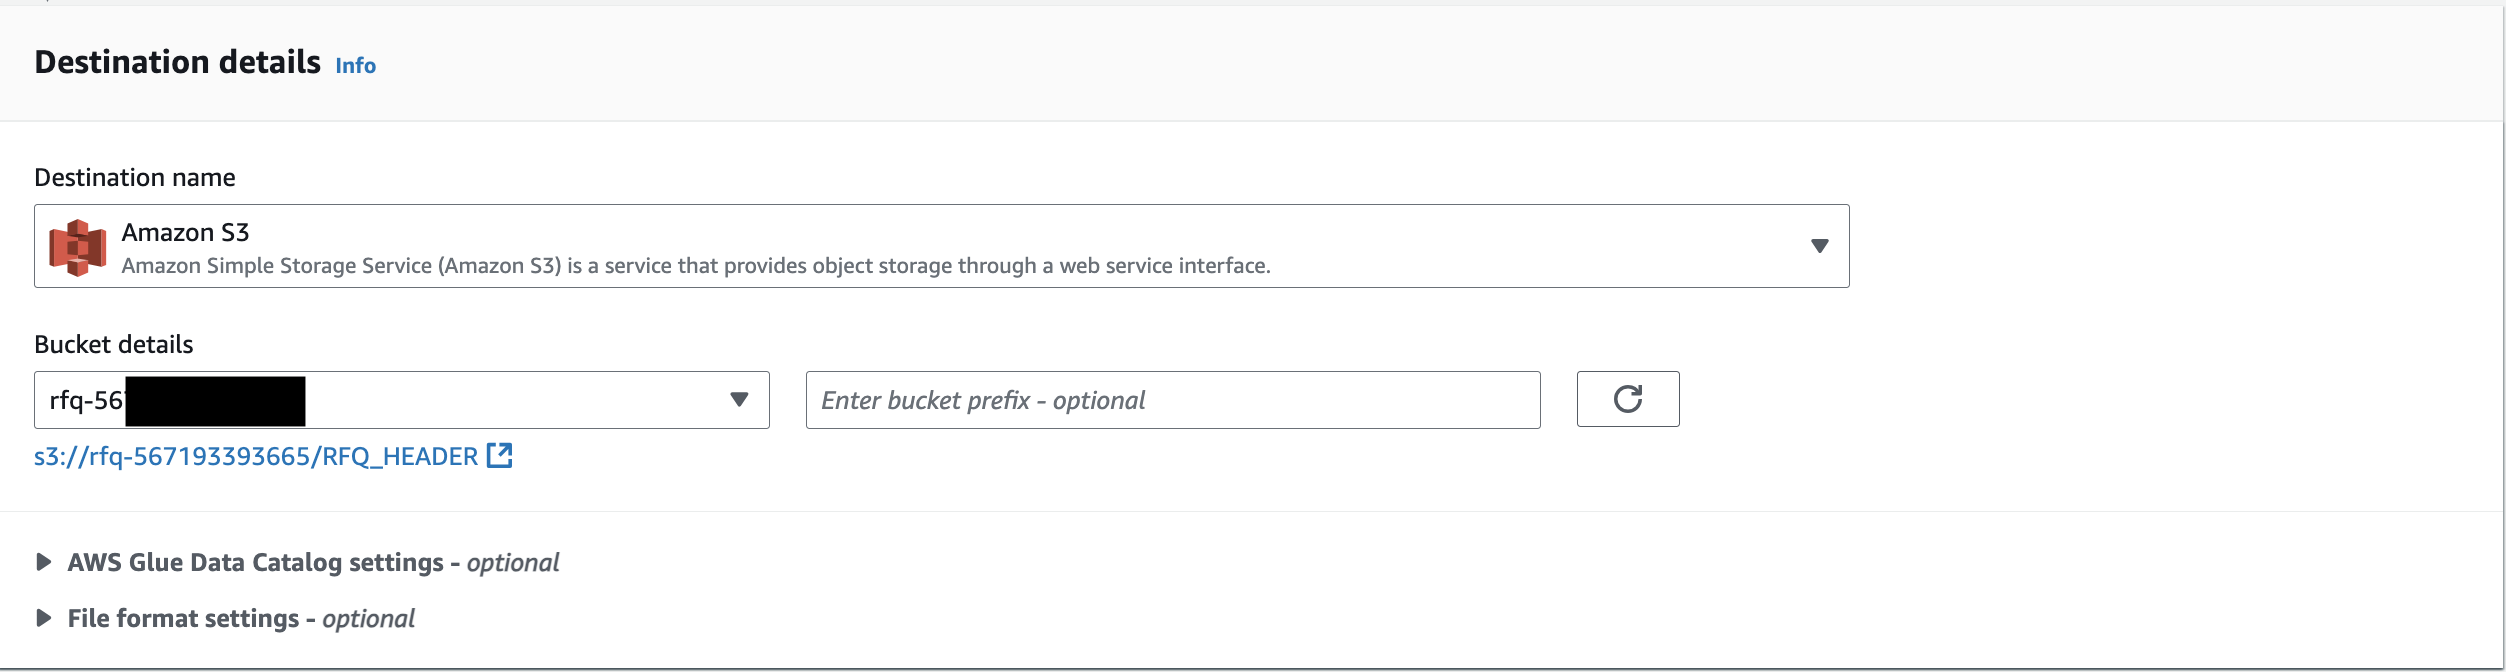 Destination details Info
Destination name
Amazon S3
Amazon Simple Storage Service (Amazon S3) is a service that provides object storage through a web service interface.
Bucket details
rfq-56
Enter bucket prefix - optional
s3://rfq-567193393665/RFQ_HEADER
AWS Glue Data Catalog settings - optional
File format settings - optional